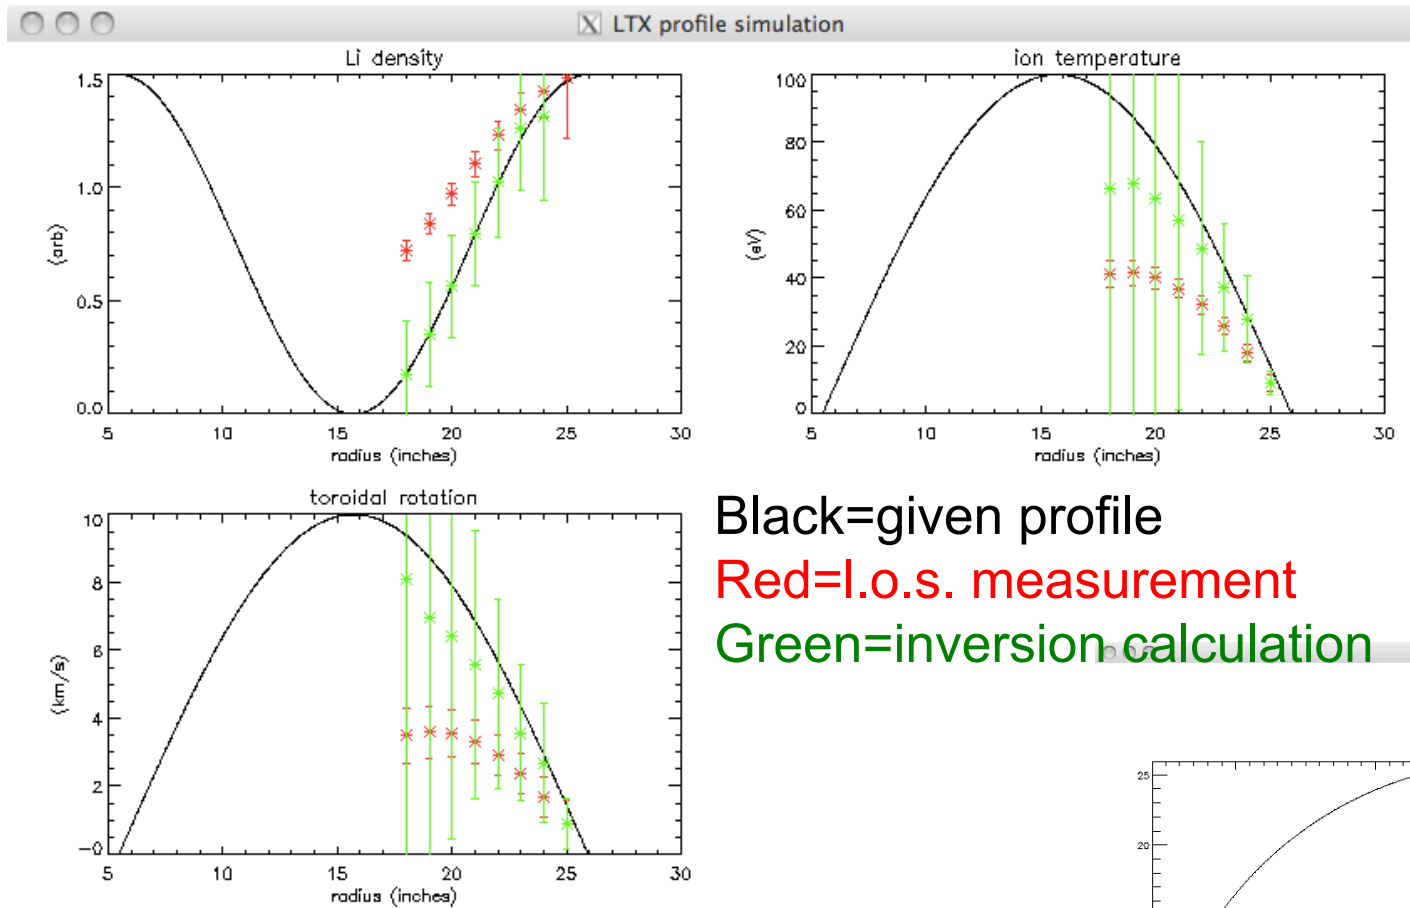 LTX profile simulation
Li density
1.5
1.0
0.5
0.0
(arb)
5 10 15 20 25 30
radius (inches)
ion temperature
100
80
60
40
20
0
(eV)
5 10 15 20 25 30
radius (inches)
toroidal rotation
10
8
6
4
2
-0
(km/s)
5 10 15 20 25 30
radius (inches)
Black=given profile
Red=l.o.s. measurement
Green=inversion calculation
25
20